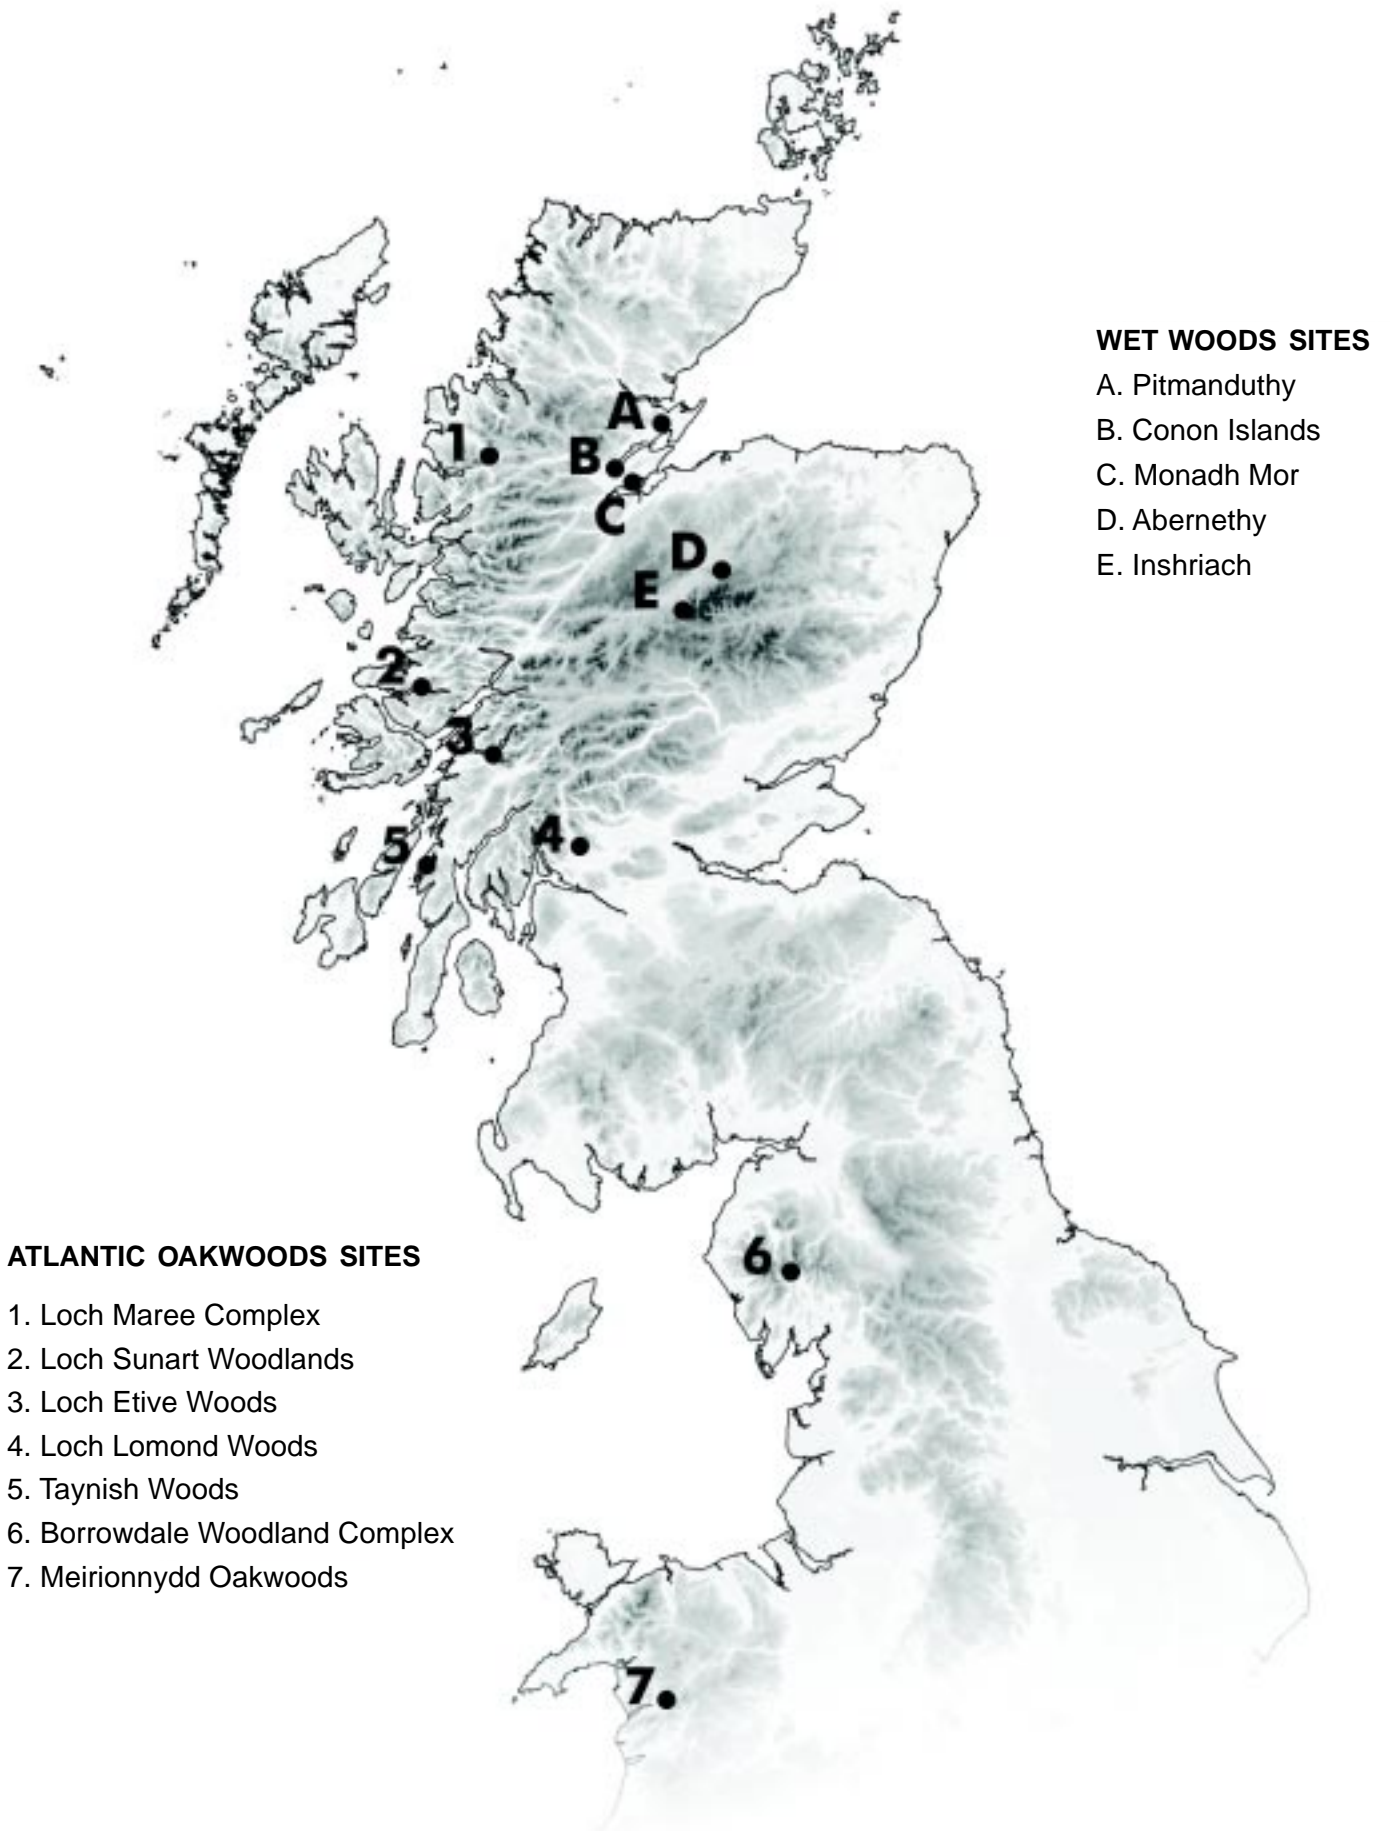 A
1
B
C
D
E
2
3
4
5
6
7
WET WOODS SITES
A. Pitmanduthy
B. Conon Islands
C. Monadh Mor
D. Abernethy
E. Inshriach
ATLANTIC OAKWOODS SITES
1. Loch Maree Complex
2. Loch Sunart Woodlands
3. Loch Etive Woods
4. Loch Lomond Woods
5. Taynish Woods
6. Borrowdale Woodland Complex
7. Meirionnydd Oakwoods